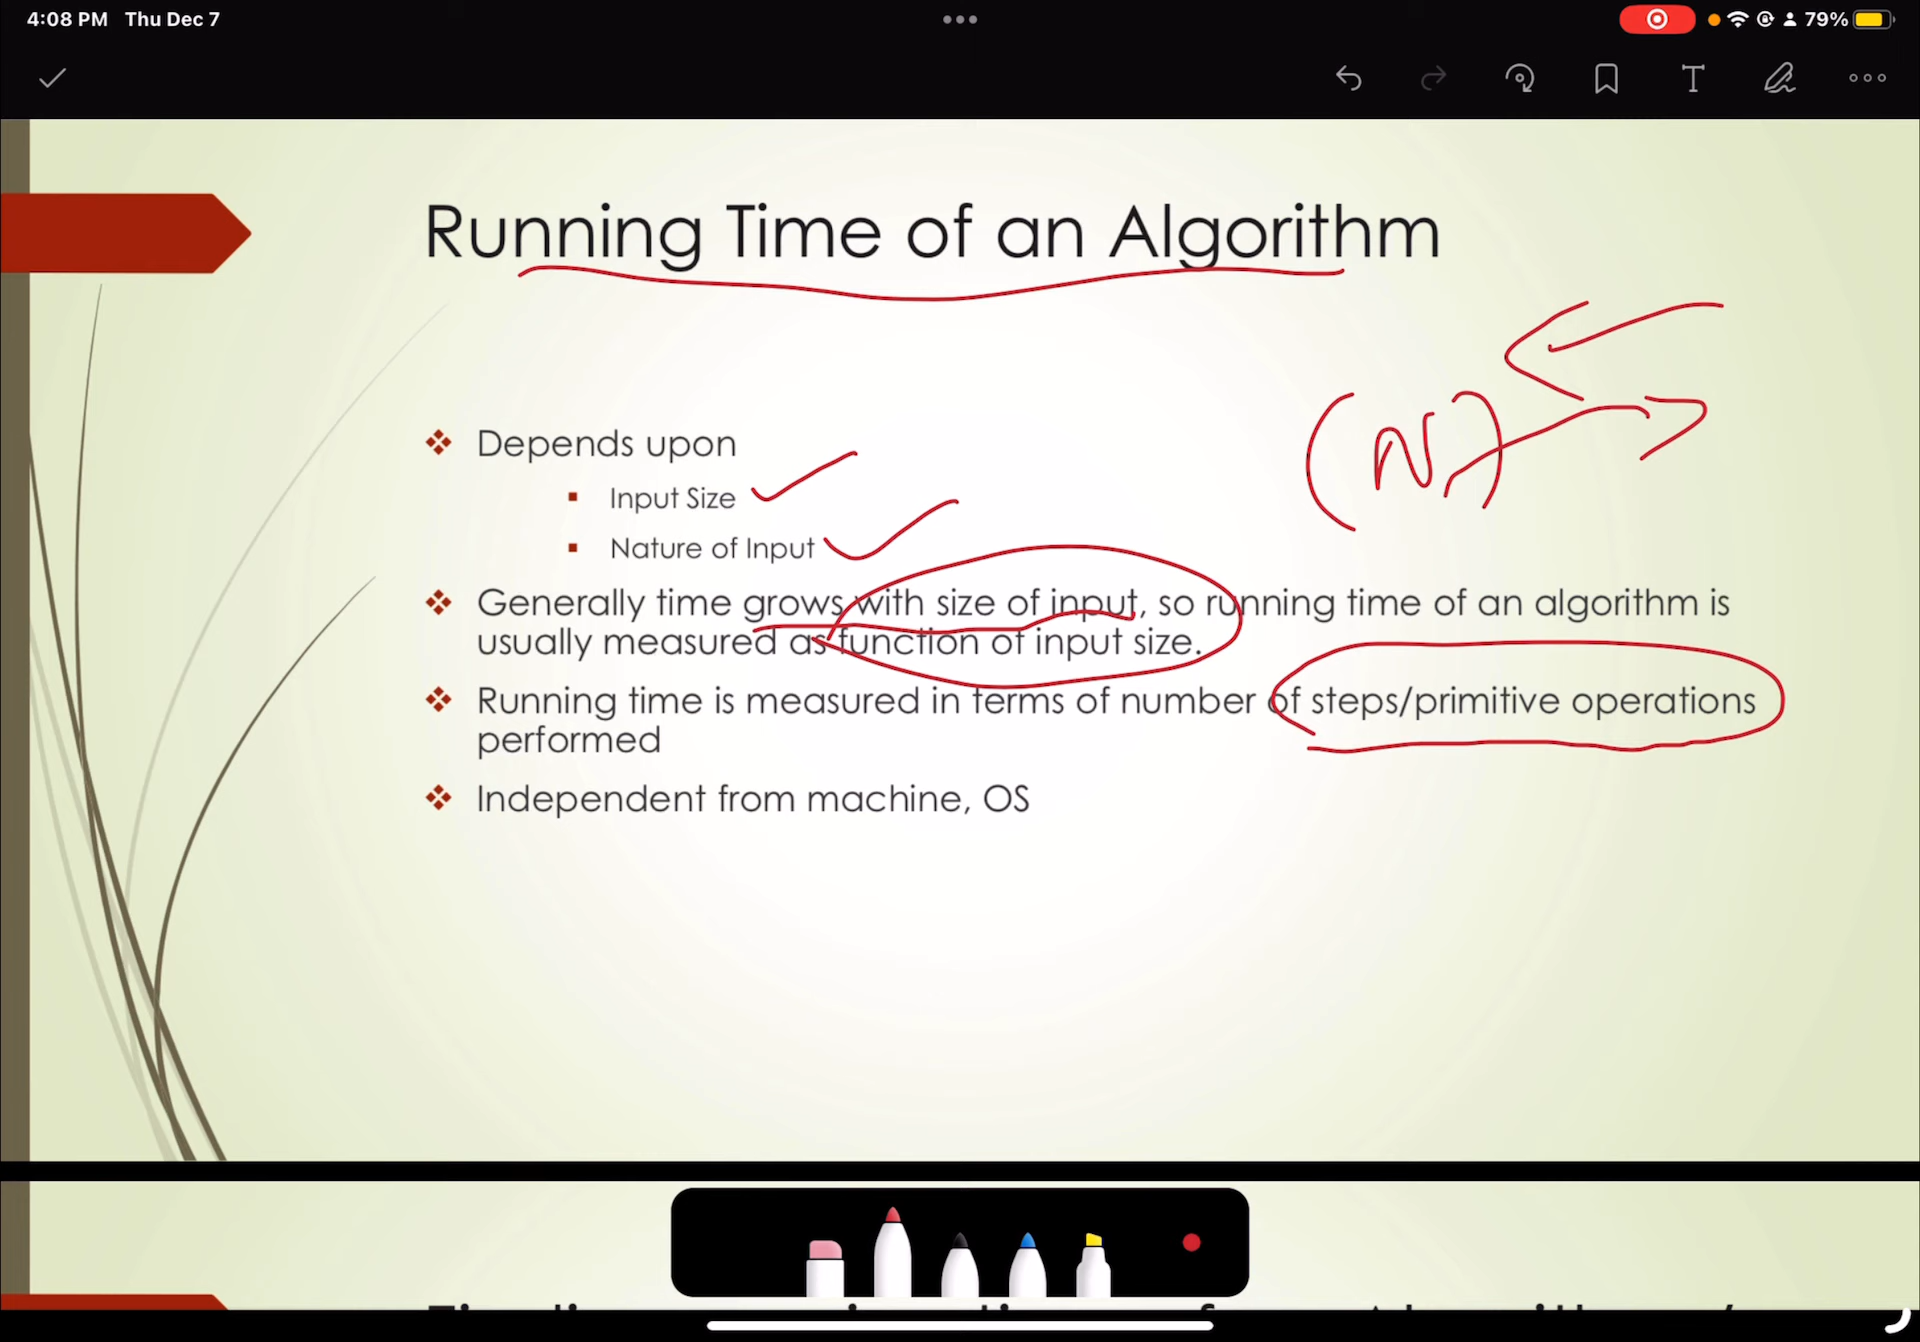 4:08 PM Thu Dec 7
79%
T
Running Time of an Algorithm
(N)
Depends upon
Input Size
Nature of Input
Generally time grows with size of input, so running time of an algorithm is
usually measured as function of input size.
Running time is measured in terms of number of steps/primitive operations
performed
Independent from machine, OS